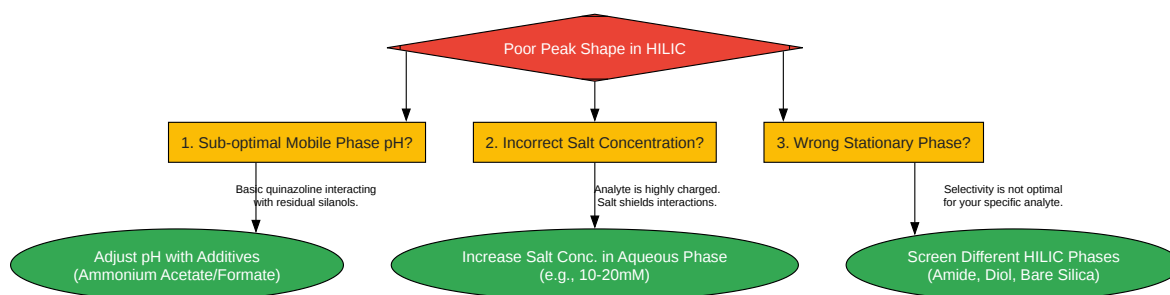 Poor Peak Shape in HILIC
1. Sub-optimal Mobile Phase pH?
2. Incorrect Salt Concentration?
3. Wrong Stationary Phase?
Basic quinazoline interacting
with residual silanols.
Analyte is highly charged.
Salt shields interactions.
Selectivity is not optimal
for your specific analyte.
Adjust pH with Additives
(Ammonium Acetate/Formate)
Increase Salt Conc. in Aqueous Phase
(e.g., 10-20mM)
Screen Different HILIC Phases
(Amide, Diol, Bare Silica)